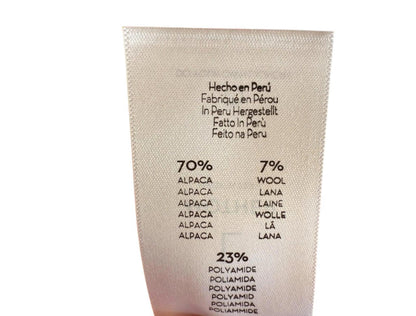 Hecho en Perú
Fabriqué en Pérou
In Peru Hergestellt
Fatto In Perù
Feito na Peru
70% 7%
ALPACA WOOL
ALPACA LANA
ALPACA LAINE
ALPACA WOLLE
ALPACA LÃ
ALPACA LANA
23%
POLYAMIDE
POLIAMIDA
POLYAMIDE
POLYAMID
POLIAMIDA
POLIAMMIDE